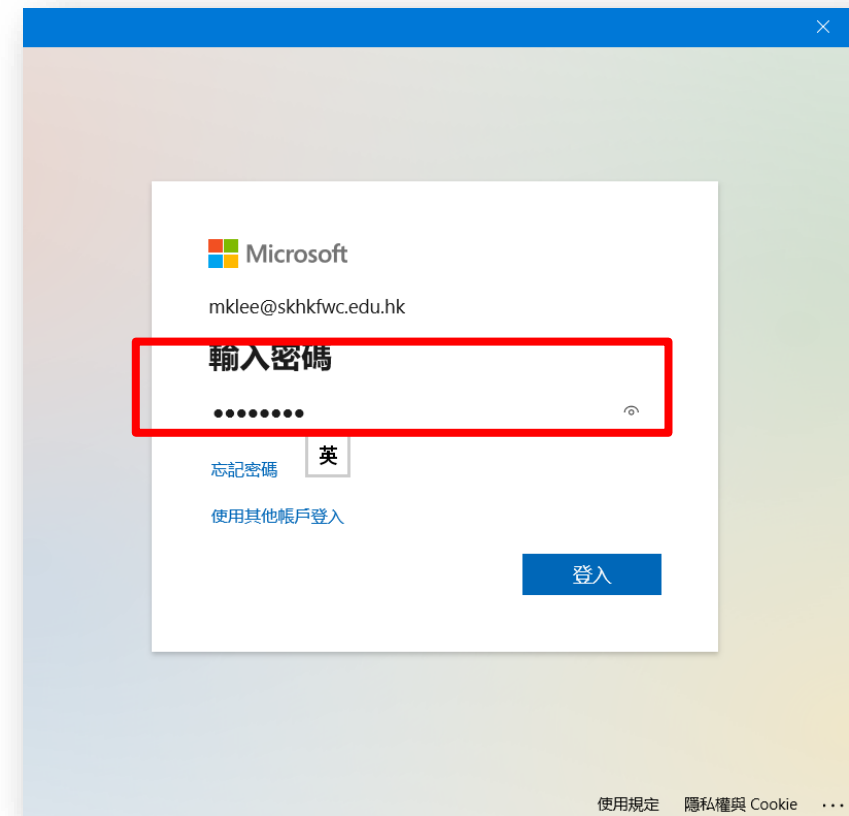 Microsoft
mklee@skhkfwc.edu.hk
輸入密碼
••••••••
英
忘記密碼
使用其他帳戶登入
登入
使用規定 隱私權與 Cookie ···